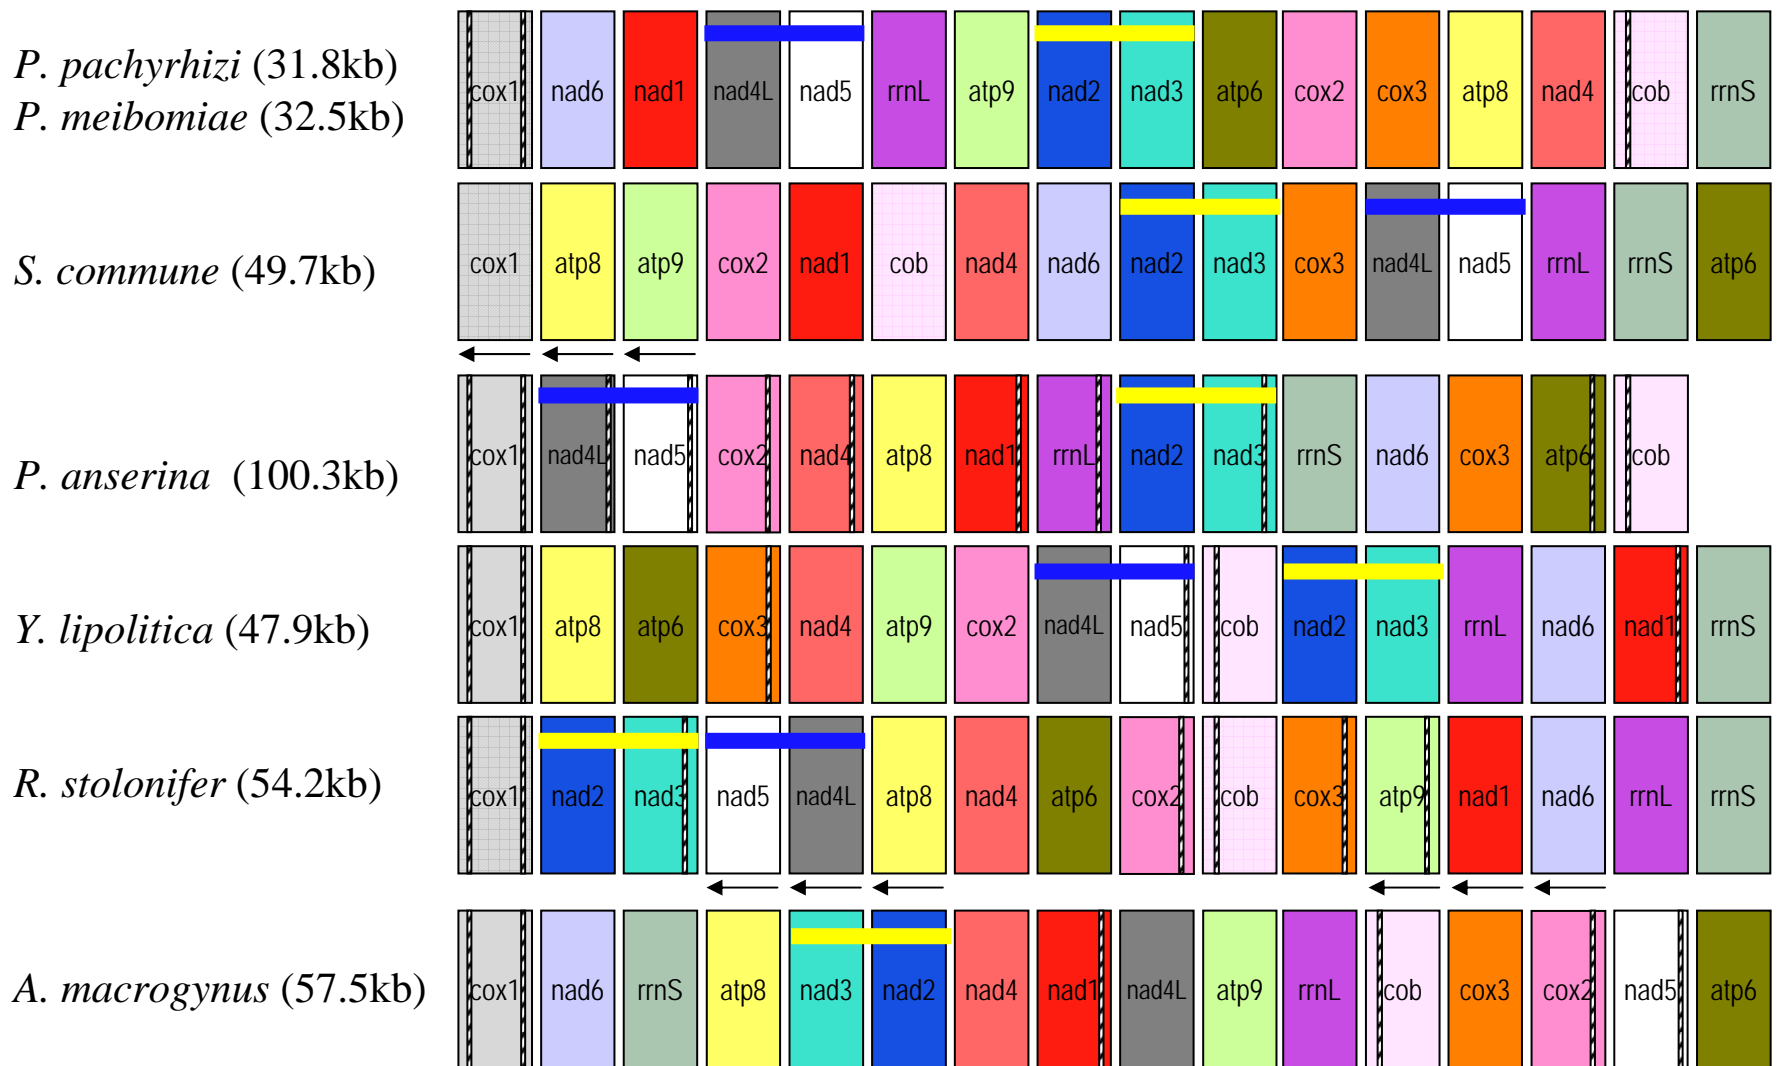 P. pachyrhizi (31.8kb)
P. meibomiae (32.5kb)
cox1 nad6 nad1 nad4L nad5 rrnL atp9 nad2 nad3 atp6 cox2 cox3 atp8 nad4 cob rrnS
S. commune (49.7kb) cox1 atp8 atp9 cox2 nad1 cob nad4 nad6 nad2 nad3 cox3 nad4L nad5 rrnL rrnS atp6
P. anserina (100.3kb) cox1 nad4L nad5 cox2 nad4 atp8 nad1 rrnL nad2 nad3 rrnS nad6 cox3 atp6 cob
Y. lipolitica (47.9kb) cox1 atp8 atp6 cox3 nad4 atp9 cox2 nad4L nad5 cob nad2 nad3 rrnL nad6 nad1 rrnS
R. stolonifer (54.2kb) cox1 nad2 nad3 nad5 nad4L atp8 nad4 atp6 cox2 cob cox3 atp9 nad1 nad6 rrnL rrnS
A. macrogynus (57.5kb) cox1 nad6 rrnS atp8 nad3 nad2 nad4 nad1 nad4L atp9 rrnL cob cox3 cox2 nad5 atp6